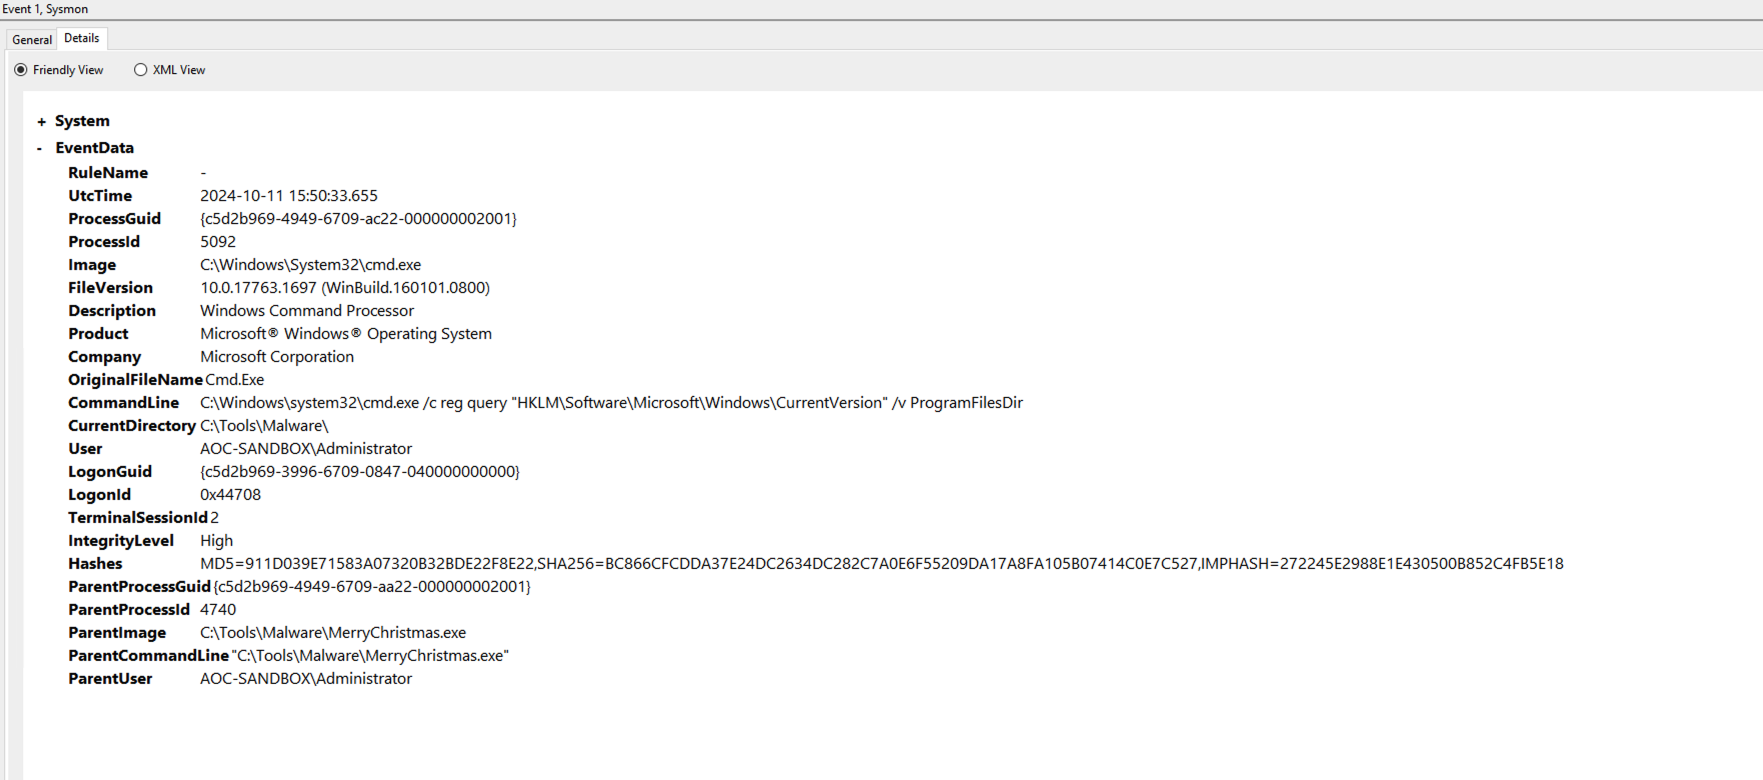 Event 1, Sysmon
General Details
Friendly View XML View
+ System
- EventData
RuleName -
UtcTime 2024-10-11 15:50:33.655
ProcessGuid {c5d2b969-4949-6709-ac22-000000002001}
ProcessId 5092
Image C:\Windows\System32\cmd.exe
FileVersion 10.0.17763.1697 (WinBuild.160101.0800)
Description Windows Command Processor
Product Microsoft® Windows® Operating System
Company Microsoft Corporation
OriginalFileName Cmd.Exe
CommandLine C:\Windows\system32\cmd.exe /c reg query "HKLM\Software\Microsoft\Windows\CurrentVersion" /v ProgramFilesDir
CurrentDirectory C:\Tools\Malware\
User AOC-SANDBOX\Administrator
LogonGuid {c5d2b969-3996-6709-0847-040000000000}
LogonId 0x44708
TerminalSessionId 2
IntegrityLevel High
Hashes MD5=911D039E71583A07320B32BDE22F8E22,SHA256=BC866CFCDDA37E24DC2634DC282C7A0E6F55209DA17A8FA105B07414C0E7C527,IMPHASH=272245E2988E1E430500B852C4FB5E18
ParentProcessGuid {c5d2b969-4949-6709-aa22-000000002001}
ParentProcessId 4740
ParentImage C:\Tools\Malware\MerryChristmas.exe
ParentCommandLine "C:\Tools\Malware\MerryChristmas.exe"
ParentUser AOC-SANDBOX\Administrator